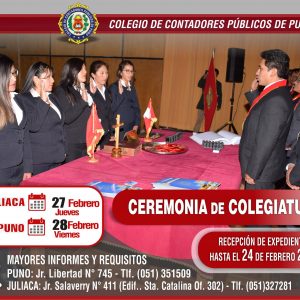 COLEGIO DE CONTADORES PÚBLICOS DE PU
ULIACA 27 Febrero
Jueves
PUNO 28 Febrero
Viernes
CEREMONIA DE COLEGIATU
RECEPCIÓN DE EXPEDIENT
HASTA EL 24 DE FEBRERO 2
MAYORES INFORMES Y REQUISITOS
PUNO: Jr. Libertad N° 745 - Tlf. (051) 351509
JULIACA: Jr. Salaverry N° 411 (Edif.. Sta. Catalina Of. 302) - Tlf. (051)327281